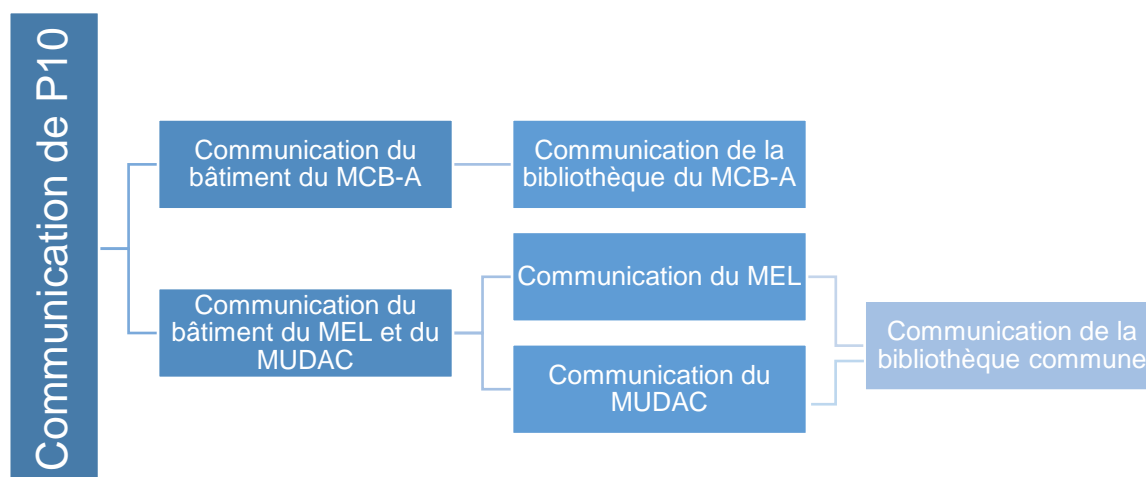 Communication de P10
Communication du
bâtiment du MCB-A
Communication de la
bibliothèque du MCB-A
Communication du
bâtiment du MEL et du
MUDAC
Communication du MEL
Communication du
MUDAC
Communication de la
bibliothèque commune